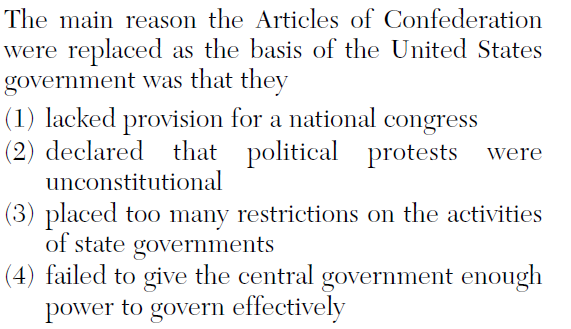 The main reason the Articles of Confederation
were replaced as the basis of the United States
government was that they
(1) lacked provision for a national congress
(2) declared that political protests were
unconstitutional
(3) placed too many restrictions on the activities
of state governments
(4) failed to give the central government enough
power to govern effectively